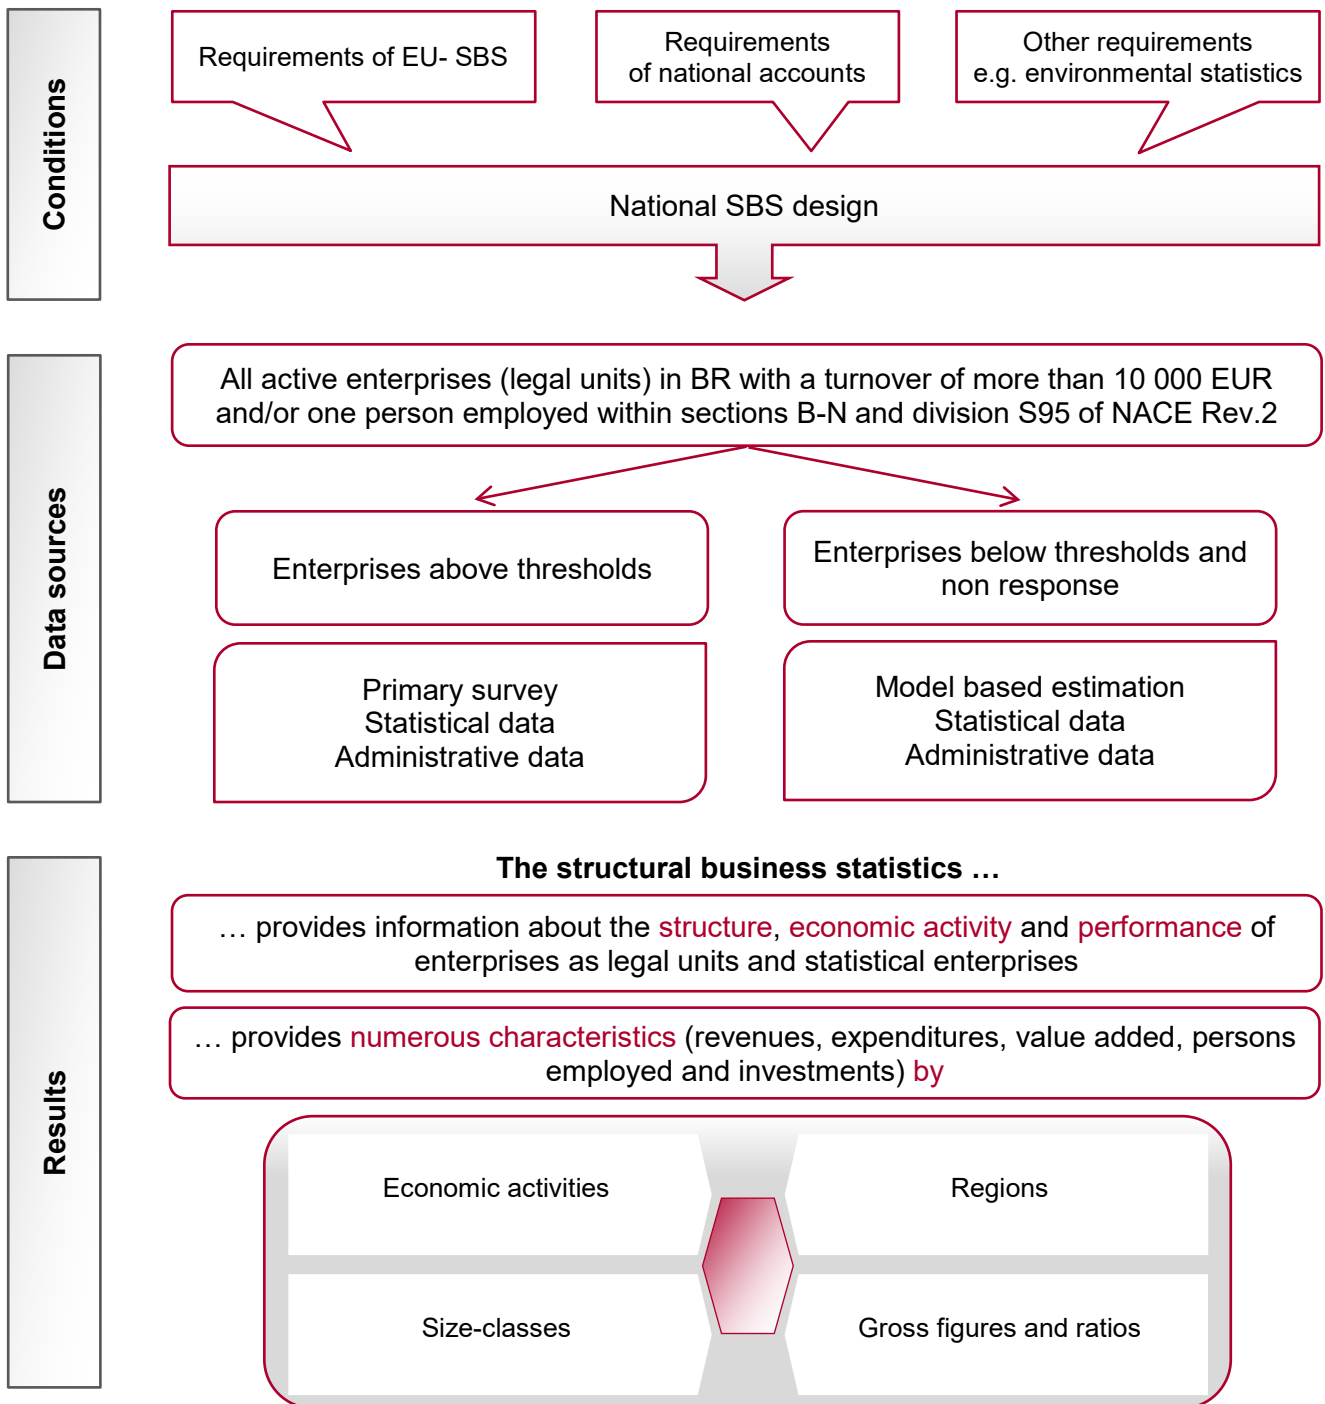 Conditions
Requirements of EU- SBS
Requirements
of national accounts
Other requirements
e.g. environmental statistics
National SBS design
Data sources
All active enterprises (legal units) in BR with a turnover of more than 10 000 EUR
and/or one person employed within sections B-N and division S95 of NACE Rev.2
Enterprises above thresholds
Enterprises below thresholds and
non response
Primary survey
Statistical data
Administrative data
Model based estimation
Statistical data
Administrative data
Results
The structural business statistics …
… provides information about the structure, economic activity and performance of
enterprises as legal units and statistical enterprises
… provides numerous characteristics (revenues, expenditures, value added, persons
employed and investments) by
Economic activities
Regions
Size-classes
Gross figures and ratios